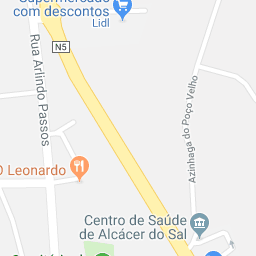 Supermercado
com descontos
Lidl
N5
Rua Arlindo Passos
Azinhaga do Poço Velho
O Leonardo
Centro de Saúde
de Alcácer do Sal